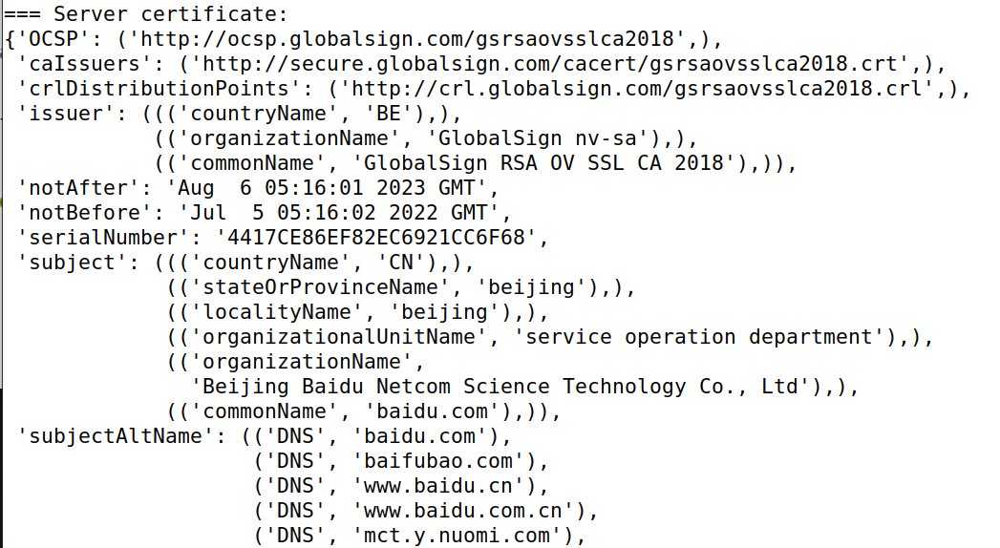 === Server certificate:
{'OCSP': ('http://ocsp.globalsign.com/gsrsaovsslca2018',),
 'caIssuers': ('http://secure.globalsign.com/cacert/gsrsaovsslca2018.crt',),
 'crlDistributionPoints': ('http://crl.globalsign.com/gsrsaovsslca2018.crl',),
 'issuer': ((('countryName', 'BE'),),
            (('organizationName', 'GlobalSign nv-sa'),),
            (('commonName', 'GlobalSign RSA OV SSL CA 2018'),)),
 'notAfter': 'Aug  6 05:16:01 2023 GMT',
 'notBefore': 'Jul  5 05:16:02 2022 GMT',
 'serialNumber': '4417CE86EF82EC6921CC6F68',
 'subject': ((('countryName', 'CN'),),
             (('stateOrProvinceName', 'beijing'),),
             (('localityName', 'beijing'),),
             (('organizationalUnitName', 'service operation department'),),
             (('organizationName',
               'Beijing Baidu Netcom Science Technology Co., Ltd'),),
             (('commonName', 'baidu.com'),)),
 'subjectAltName': (('DNS', 'baidu.com'),
                    ('DNS', 'baifubao.com'),
                    ('DNS', 'www.baidu.cn'),
                    ('DNS', 'www.baidu.com.cn'),
                    ('DNS', 'mct.y.nuomi.com'),